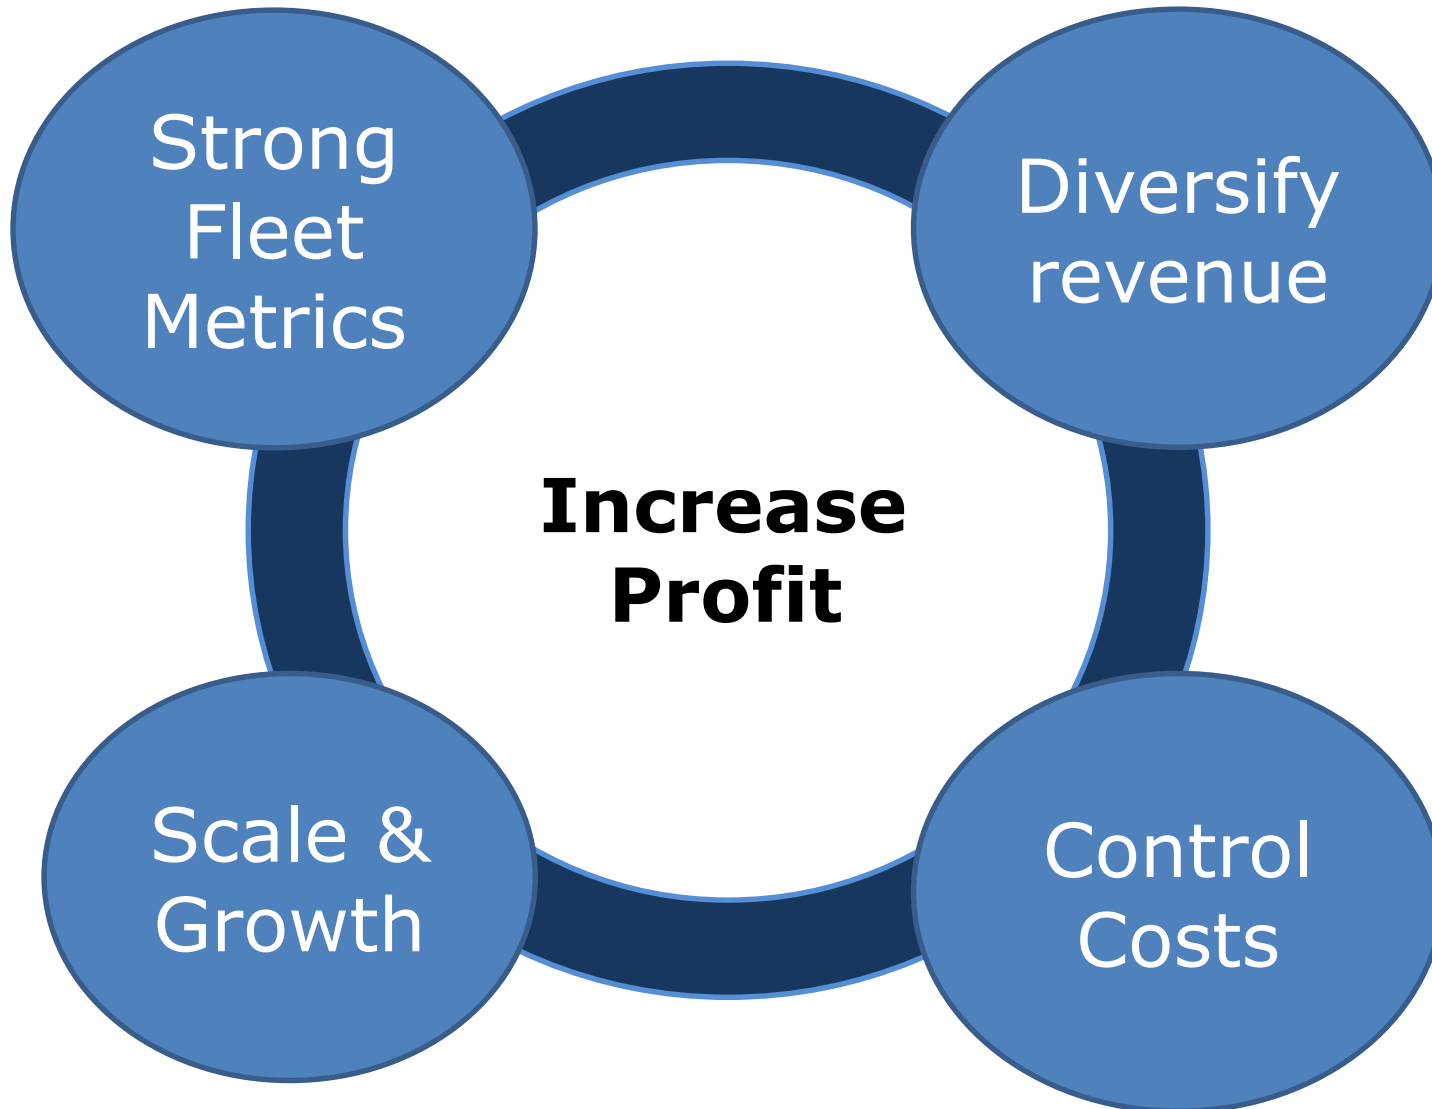 Strong
Fleet
Metrics
Diversify
revenue
Increase
Profit
Scale &
Growth
Control
Costs